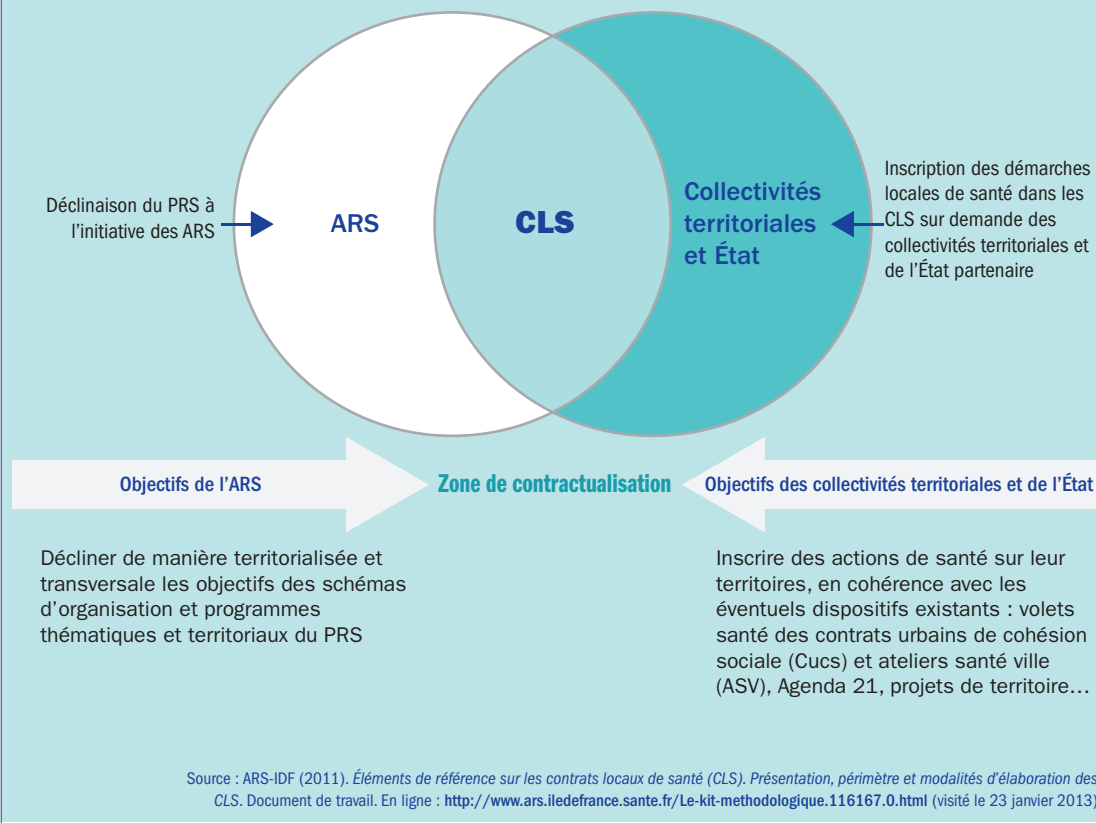 Déclinaison du PRS à
l'initiative des ARS
ARS
CLS
Collectivités
territoriales
et État
Inscription des démarches
locales de santé dans les
CLS sur demande des
collectivités territoriales et
de l'État partenaire
Objectifs de l'ARS
Zone de contractualisation
Objectifs des collectivités territoriales et de l'État
Décliner de manière territorialisée et
transversale les objectifs des schémas
d'organisation et programmes
thématiques et territoriaux du PRS
Inscrire des actions de santé sur leur
territoires, en cohérence avec les
éventuels dispositifs existants : volets
santé des contrats urbains de cohésion
sociale (Cucs) et ateliers santé ville
(ASV), Agenda 21, projets de territoire…
Source : ARS-IDF (2011). Éléments de référence sur les contrats locaux de santé (CLS). Présentation, périmètre et modalités d'élaboration des
CLS. Document de travail. En ligne : http://www.ars.iledefrance.sante.fr/Le-kit-methodologique.116167.0.html (visité le 23 janvier 2013)